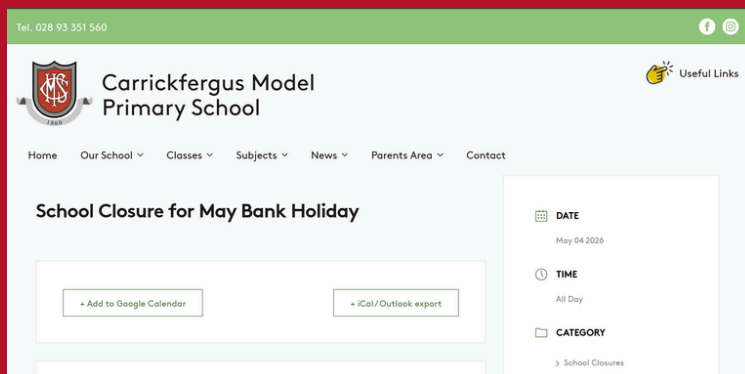 Tel. 028 93 351 560
Useful Links
CMS
1860
Carrickfergus Model
Primary School
Home Our School Classes Subjects News Parents Area Contact
School Closure for May Bank Holiday
+ Add to Google Calendar + iCal / Outlook export
DATE
May 04 2026
TIME
All Day
CATEGORY
School Closures